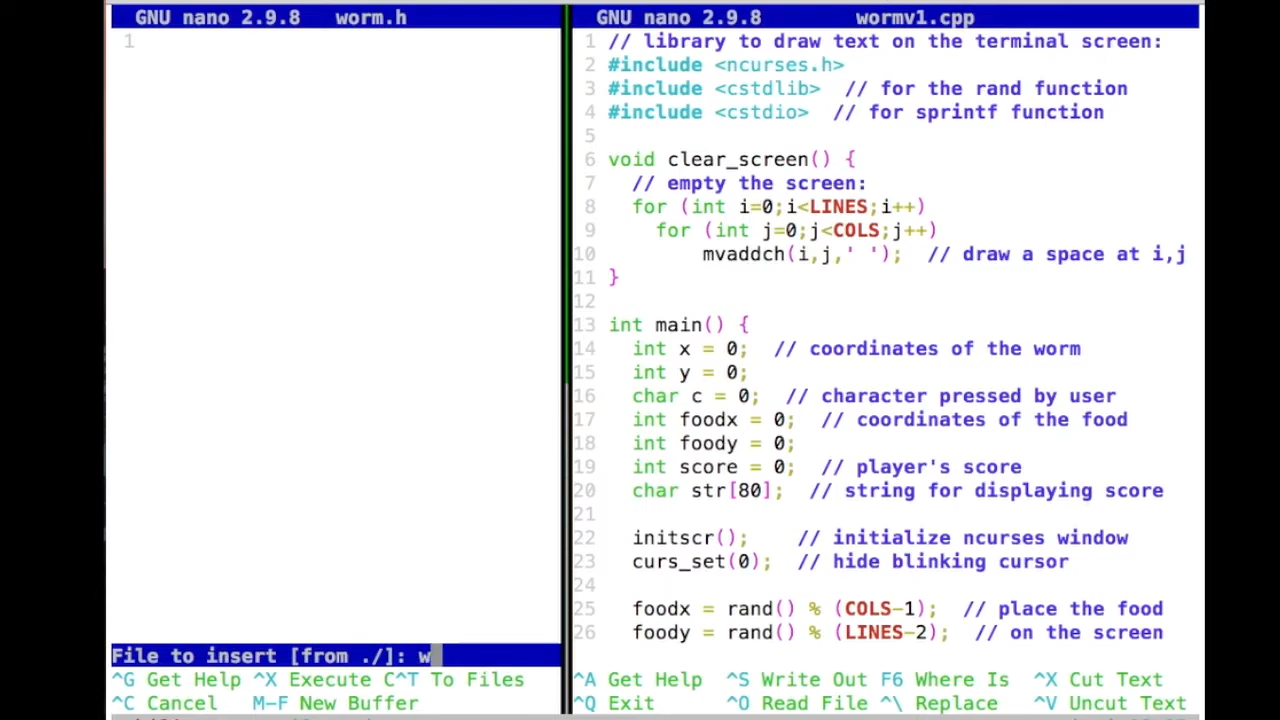 GNU nano 2.9.8   worm.h
1
File to insert [from ./]: w
^G Get Help ^X Execute C^T To Files
^C Cancel   M-F New Buffer
GNU nano 2.9.8        wormv1.cpp
1 // library to draw text on the terminal screen:
2 #include <ncurses.h>
3 #include <cstdlib>  // for the rand function
4 #include <cstdio>  // for sprintf function
5
6 void clear_screen() {
7   // empty the screen:
8   for (int i=0;i<LINES;i++)
9     for (int j=0;j<COLS;j++)
10         mvaddch(i,j,' ');  // draw a space at i,j
11 }
12
13 int main() {
14   int x = 0;  // coordinates of the worm
15   int y = 0;
16   char c = 0;  // character pressed by user
17   int foodx = 0;  // coordinates of the food
18   int foody = 0;
19   int score = 0;  // player's score
20   char str[80];  // string for displaying score
21
22   initscr();    // initialize ncurses window
23   curs_set(0);  // hide blinking cursor
24
25   foodx = rand() % (COLS-1);  // place the food
26   foody = rand() % (LINES-2);  // on the screen
^A Get Help  ^S Write Out F6 Where Is  ^X Cut Text
^Q Exit      ^O Read File ^\ Replace   ^V Uncut Text